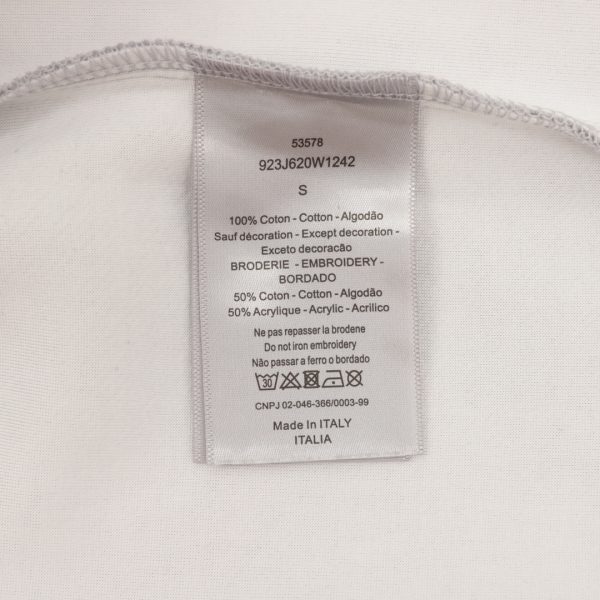 53578
923J620W1242
S
100% Coton - Cotton - Algodão
Sauf décoration - Except decoration -
Exceto decoracão
BRODERIE - EMBROIDERY -
BORDADO
50% Coton - Cotton - Algodão
50% Acrylique - Acrylic - Acrilico
Ne pas repasser la brodene
Do not iron embroidery
Não passar a ferro o bordado
30
CNPJ 02-046-366/0003-99
Made in ITALY
ITALIA